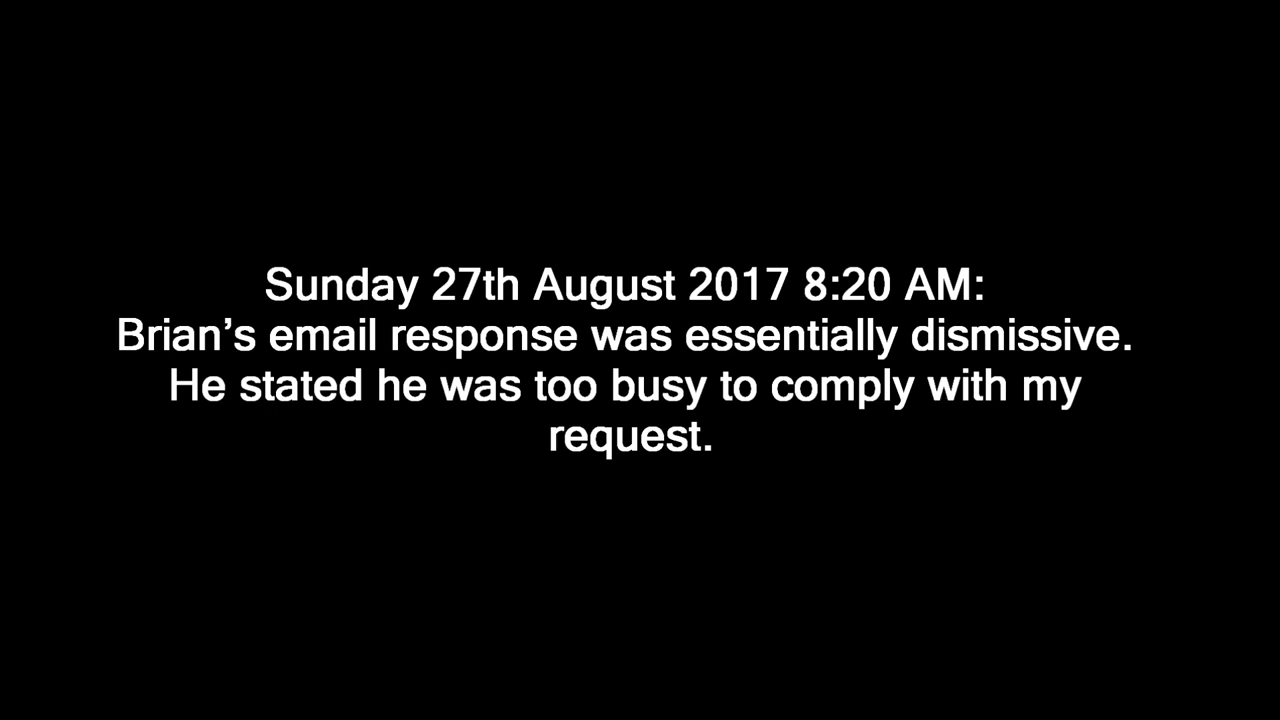 Sunday 27th August 2017 8:20 AM:
Brian’s email response was essentially dismissive.
He stated he was too busy to comply with my
request.